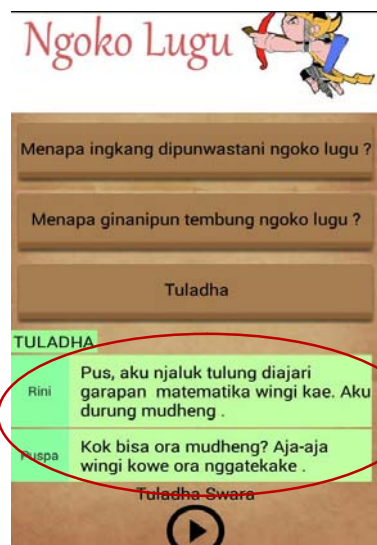 Ngoko Lugu
Menapa ingkang dipunwastani ngoko lugu ?
Menapa ginanipun tembung ngoko lugu ?
Tuladha
TULADHA
Rini
Pus, aku njaluk tulung diajari
garapan matematika wingi kae. Aku
durung mudheng .
Puspa
Kok bisa ora mudheng? Aja-aja
wingi kowe ora nggatekake .
Tuladha Swara